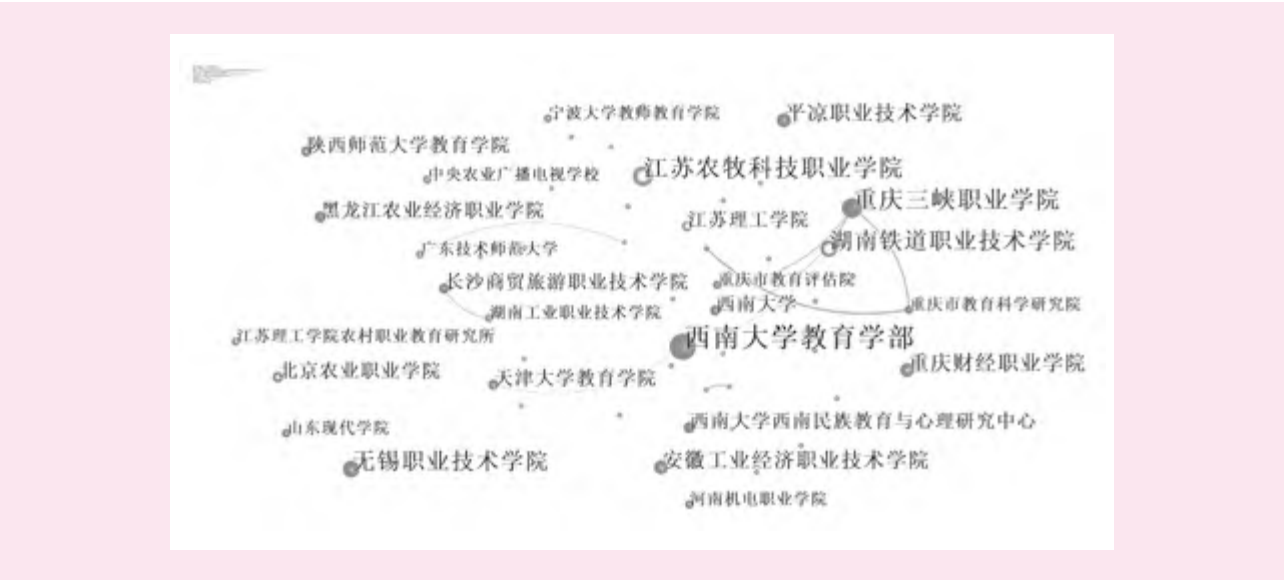 宁波大学教师教育学院
平凉职业技术学院
陕西师范大学教育学院
中央农业广播电视学校
江苏农牧科技职业学院
黑龙江农业经济职业学院
江苏理工学院
重庆三峡职业学院
广东技术师范大学
湖南铁道职业技术学院
长沙商贸旅游职业技术学院
重庆市教育评估院
湖南工业职业技术学院
西南大学
重庆市教育科学研究院
江苏理工学院农村职业教育研究所
西南大学教育学部
北京农业职业学院
天津大学教育学院
重庆财经职业学院
山东现代学院
西南大学西南民族教育与心理研究中心
无锡职业技术学院
安徽工业经济职业技术学院
河南机电职业学院